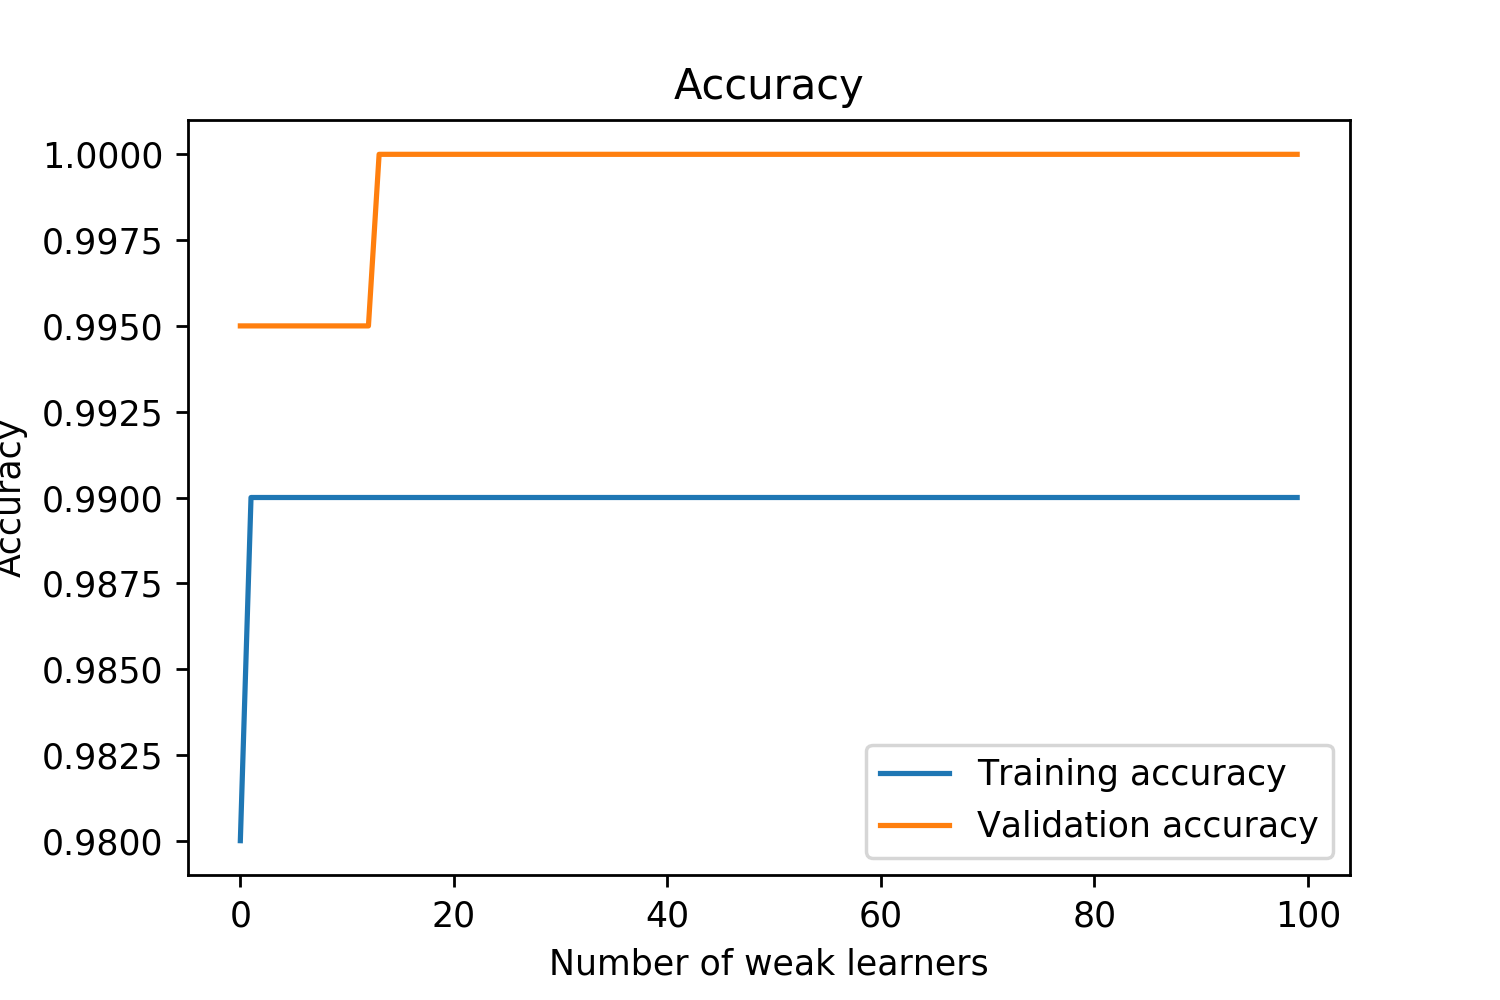 Accuracy
1.0000
0.9975
0.9950
0.9925
0.9900
0.9875
0.9850
0.9825
0.9800
Accuracy
Training accuracy
Validation accuracy
0 20 40 60 80 100
Number of weak learners